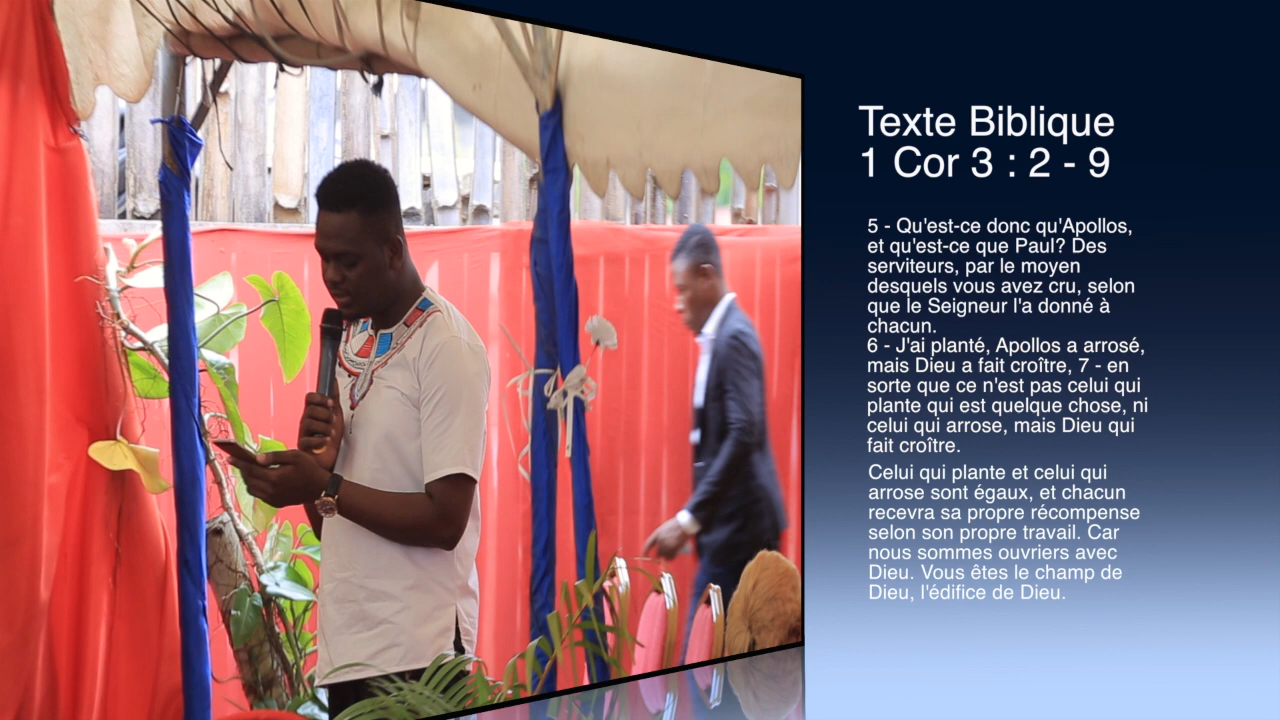 Texte Biblique
1 Cor 3 : 2 - 9
5 - Qu'est-ce donc qu'Apollos,
et qu'est-ce que Paul? Des
serviteurs, par le moyen
desquels vous avez cru, selon
que le Seigneur l'a donné à
chacun.
6 - J'ai planté, Apollos a arrosé,
mais Dieu a fait croître, 7 - en
sorte que ce n'est pas celui qui
plante qui est quelque chose, ni
celui qui arrose, mais Dieu qui
fait croître.
Celui qui plante et celui qui
arrose sont égaux, et chacun
recevra sa propre récompense
selon son propre travail. Car
nous sommes ouvriers avec
Dieu. Vous êtes le champ de
Dieu, l'édifice de Dieu.